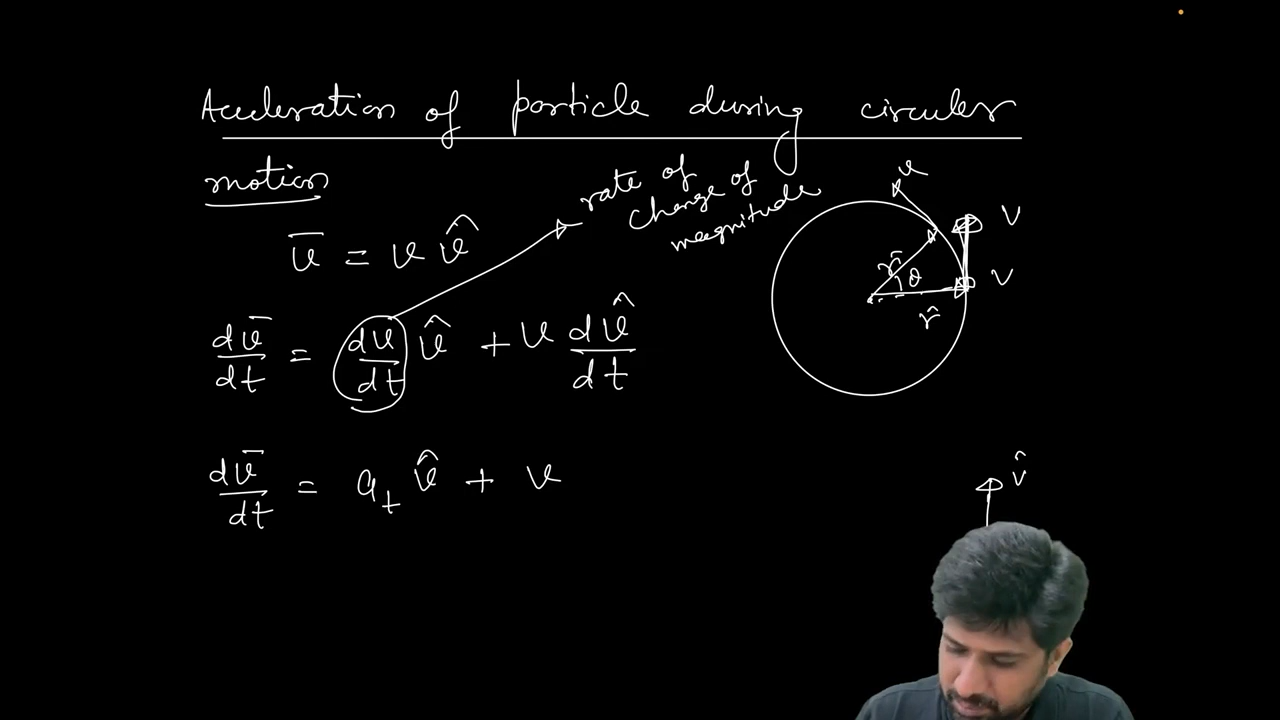 Acceleration of particle during circular
motion
rate of
change of
magnitude
v̄ = v v̂
dv̄/dt = dv/dt v̂ + v dv̂/dt
dv̄/dt = a_t v̂ + v
v
v
v
r̄
θ
r̂
v̂